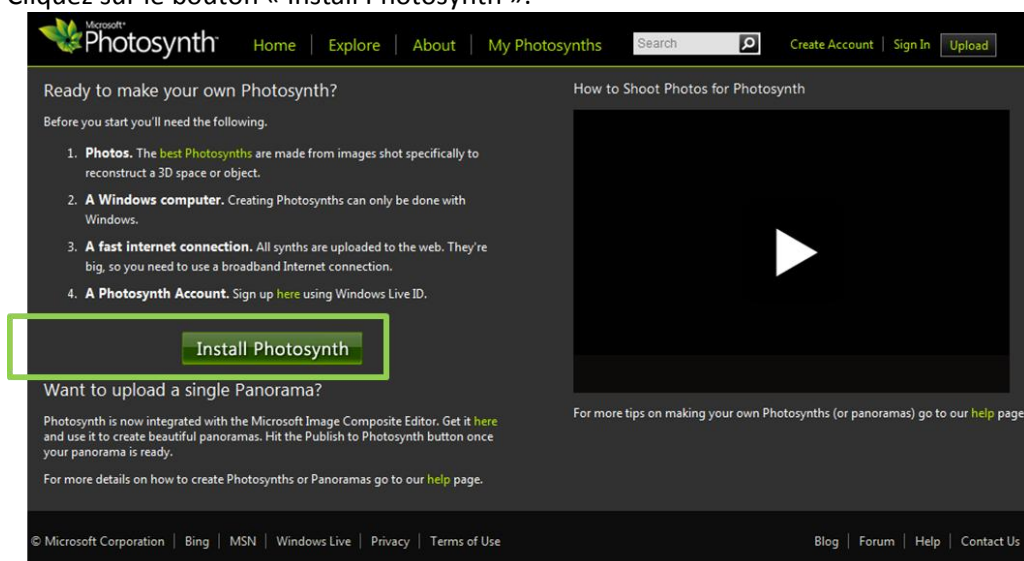 Cliquez sur le bouton « Install Photosynth ».
Microsoft®
Photosynth™
Home | Explore | About | My Photosynths
Search
Create Account | Sign In Upload
Ready to make your own Photosynth?
Before you start you'll need the following.
1. Photos. The best Photosynths are made from images shot specifically to
reconstruct a 3D space or object.
2. A Windows computer. Creating Photosynths can only be done with
Windows.
3. A fast internet connection. All synths are uploaded to the web. They're
big, so you need to use a broadband Internet connection.
4. A Photosynth Account. Sign up here using Windows Live ID.
Install Photosynth
Want to upload a single Panorama?
Photosynth is now integrated with the Microsoft Image Composite Editor. Get it here
and use it to create beautiful panoramas. Hit the Publish to Photosynth button once
your panorama is ready.
For more details on how to create Photosynths or Panoramas go to our help page.
How to Shoot Photos for Photosynth
For more tips on making your own Photosynths (or panoramas) go to our help page
© Microsoft Corporation | Bing | MSN | Windows Live | Privacy | Terms of Use
Blog | Forum | Help | Contact Us